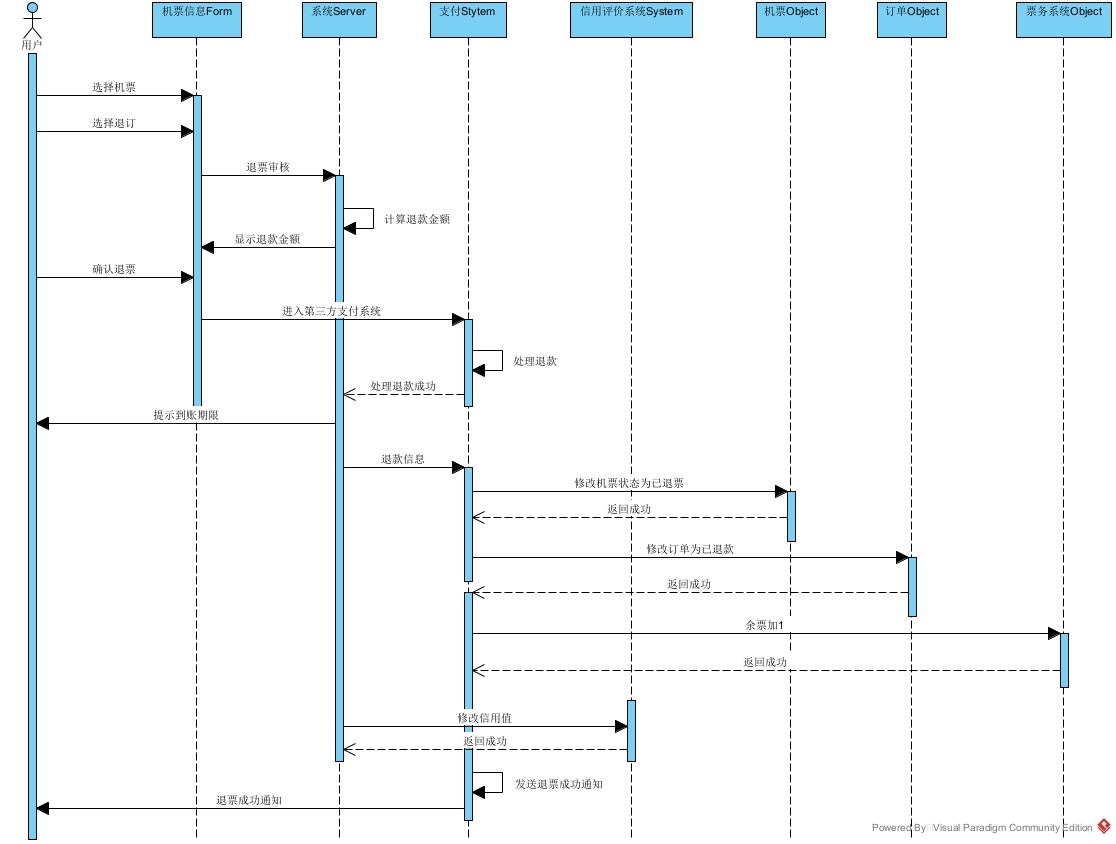 用户
机票信息Form
系统Server
支付Stytem
信用评价系统System
机票Object
订单Object
票务系统Object
选择机票
选择退订
退票审核
计算退款金额
显示退款金额
确认退票
进入第三方支付系统
处理退款
处理退款成功
提示到账期限
退款信息
修改机票状态为已退票
返回成功
修改订单为已退款
返回成功
余票加1
返回成功
修改信用值
返回成功
发送退票成功通知
退票成功通知
Powered By Visual Paradigm Community Edition